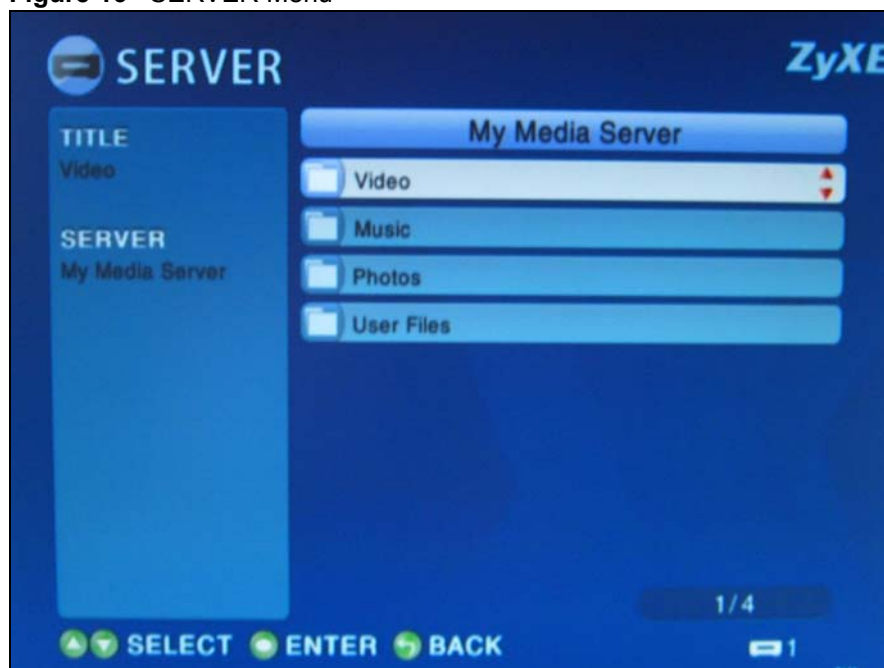 SERVER
ZyXE
TITLE
Video
SERVER
My Media Server
My Media Server
Video
Music
Photos
User Files
1/4
SELECT ENTER BACK
1